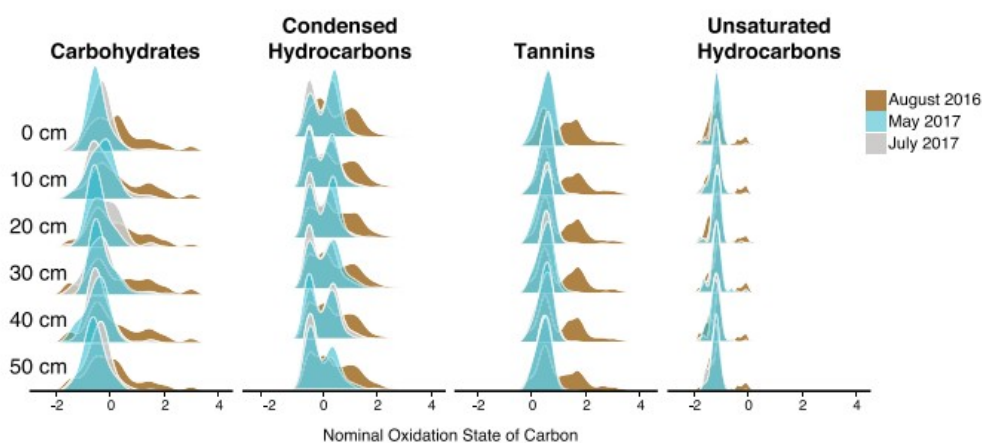 Carbohydrates
Condensed
Hydrocarbons
Tannins
Unsaturated
Hydrocarbons
August 2016
May 2017
July 2017
0 cm
10 cm
20 cm
30 cm
40 cm
50 cm
-2 0 2 4
-2 0 2 4
-2 0 2 4
-2 0 2 4
Nominal Oxidation State of Carbon